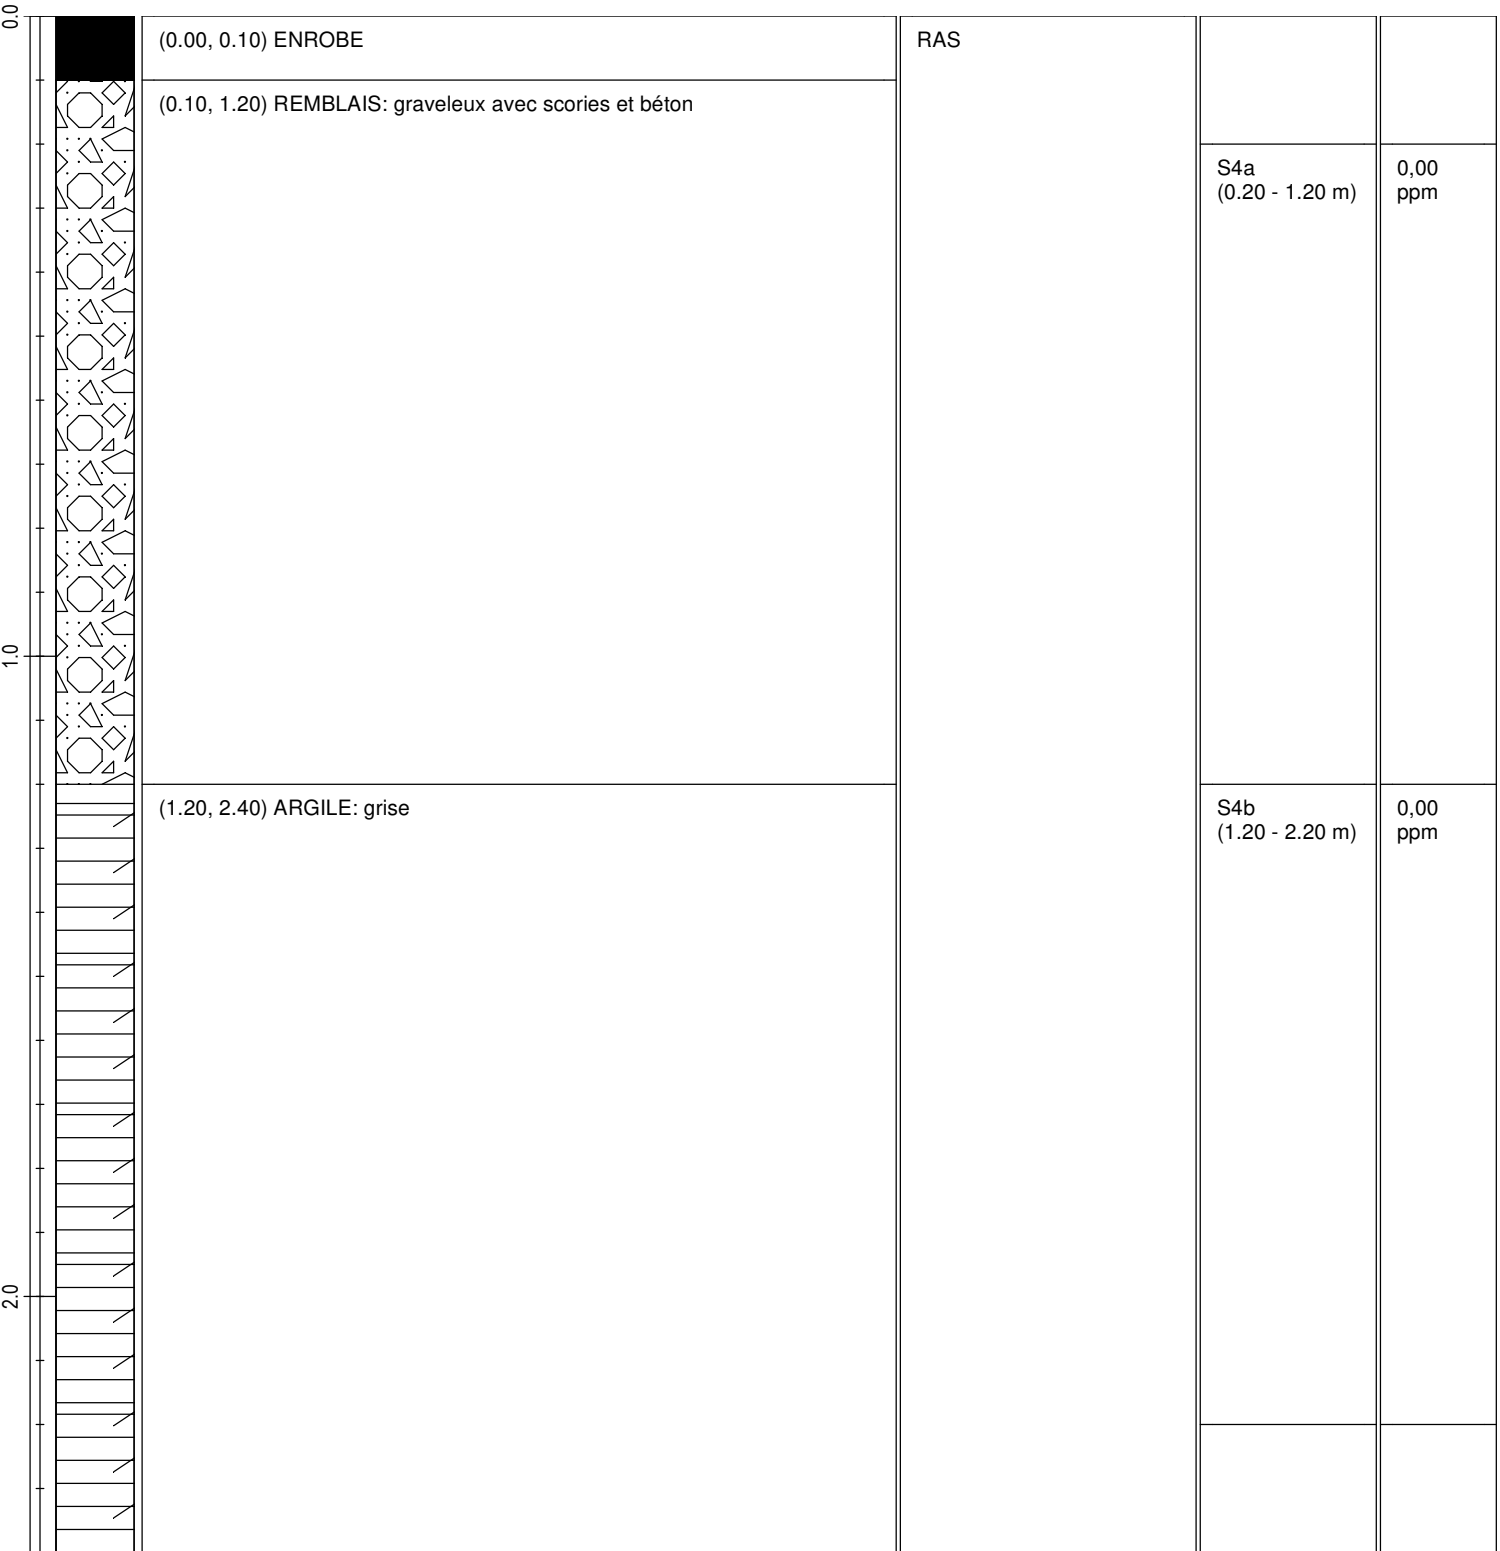 0.0
(0.00, 0.10) ENROBE
RAS
(0.10, 1.20) REMBLAIS: graveleux avec scories et béton
S4a
(0.20 - 1.20 m)
0,00
ppm
1.0
(1.20, 2.40) ARGILE: grise
S4b
(1.20 - 2.20 m)
0,00
ppm
2.0